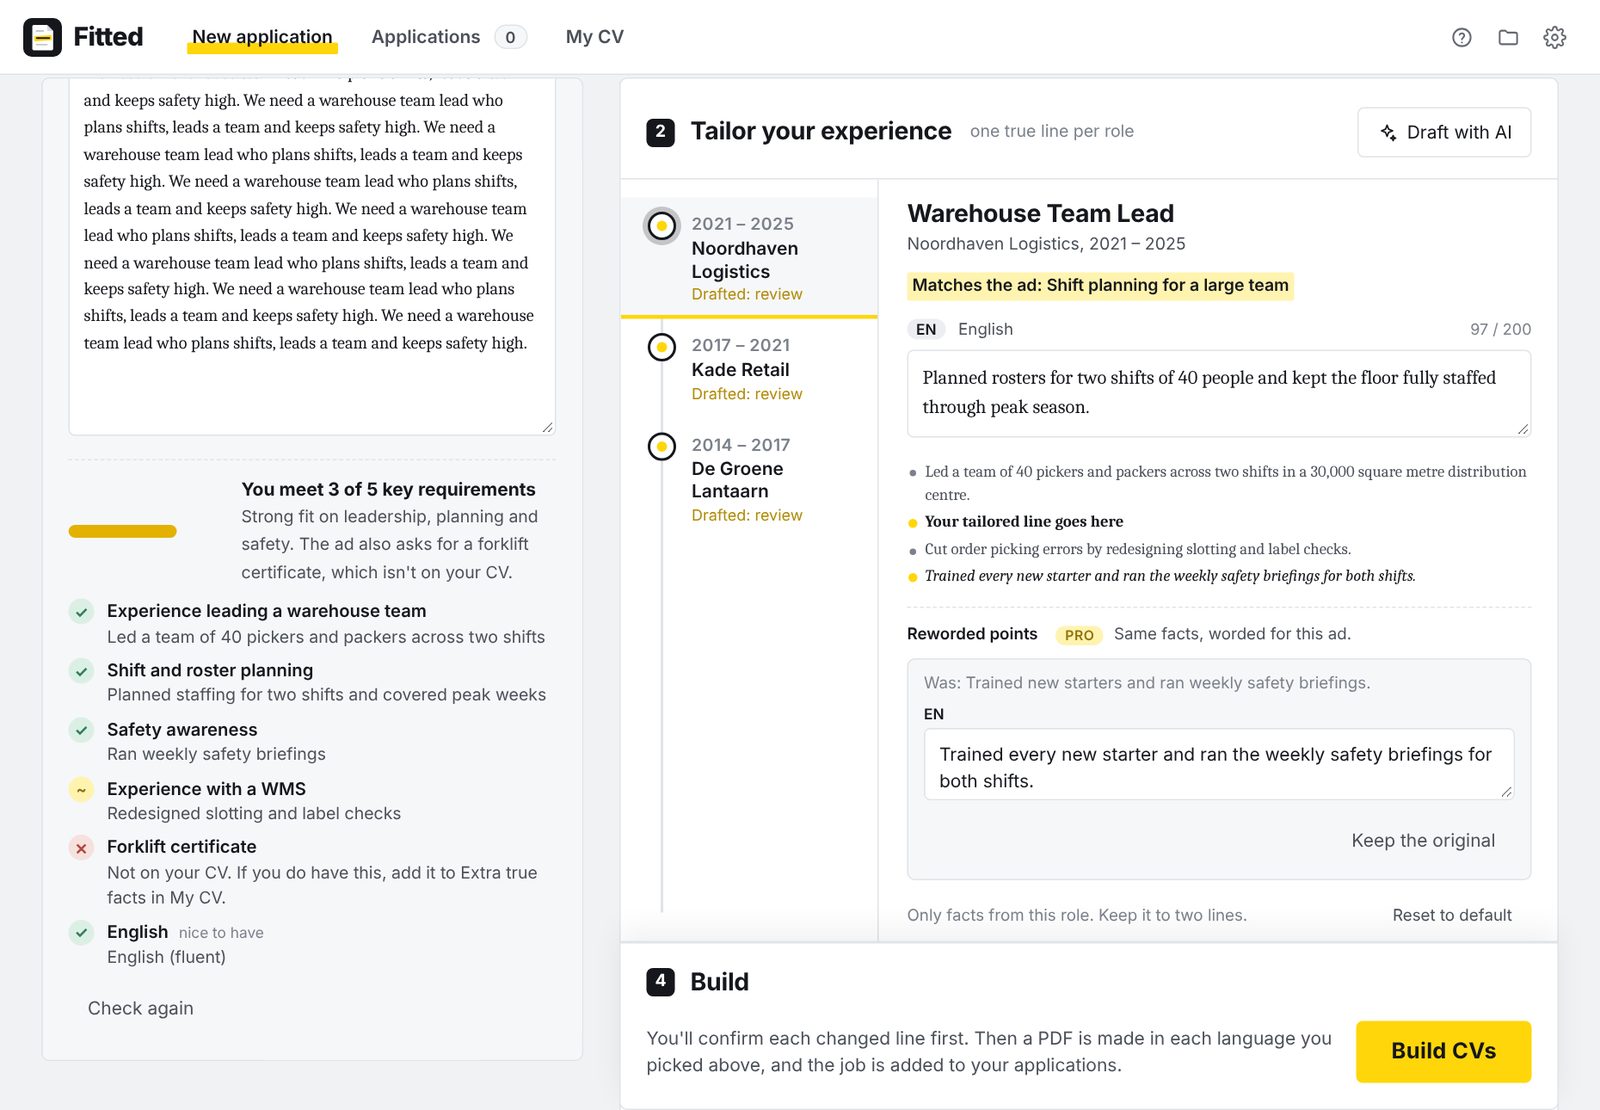 Fitted
New application
Applications 0
My CV
and keeps safety high. We need a warehouse team lead who
plans shifts, leads a team and keeps safety high. We need a
warehouse team lead who plans shifts, leads a team and keeps
safety high. We need a warehouse team lead who plans shifts,
leads a team and keeps safety high. We need a warehouse team
lead who plans shifts, leads a team and keeps safety high. We
need a warehouse team lead who plans shifts, leads a team and
keeps safety high. We need a warehouse team lead who plans
shifts, leads a team and keeps safety high. We need a warehouse
team lead who plans shifts, leads a team and keeps safety high.
You meet 3 of 5 key requirements
Strong fit on leadership, planning and
safety. The ad also asks for a forklift
certificate, which isn't on your CV.
Experience leading a warehouse team
Led a team of 40 pickers and packers across two shifts
Shift and roster planning
Planned staffing for two shifts and covered peak weeks
Safety awareness
Ran weekly safety briefings
~ Experience with a WMS
Redesigned slotting and label checks
Forklift certificate
Not on your CV. If you do have this, add it to Extra true
facts in My CV.
English nice to have
English (fluent)
Check again
2 Tailor your experience one true line per role
Draft with AI
2021 – 2025
Noordhaven
Logistics
Drafted: review
2017 – 2021
Kade Retail
Drafted: review
2014 – 2017
De Groene
Lantaarn
Drafted: review
Warehouse Team Lead
Noordhaven Logistics, 2021 – 2025
Matches the ad: Shift planning for a large team
EN English 97 / 200
Planned rosters for two shifts of 40 people and kept the floor fully staffed
through peak season.
Led a team of 40 pickers and packers across two shifts in a 30,000 square metre distribution
centre.
Your tailored line goes here
Cut order picking errors by redesigning slotting and label checks.
Trained every new starter and ran the weekly safety briefings for both shifts.
Reworded points PRO Same facts, worded for this ad.
Was: Trained new starters and ran weekly safety briefings.
EN
Trained every new starter and ran the weekly safety briefings for
both shifts.
Keep the original
Only facts from this role. Keep it to two lines.
Reset to default
4 Build
You'll confirm each changed line first. Then a PDF is made in each language you
picked above, and the job is added to your applications.
Build CVs